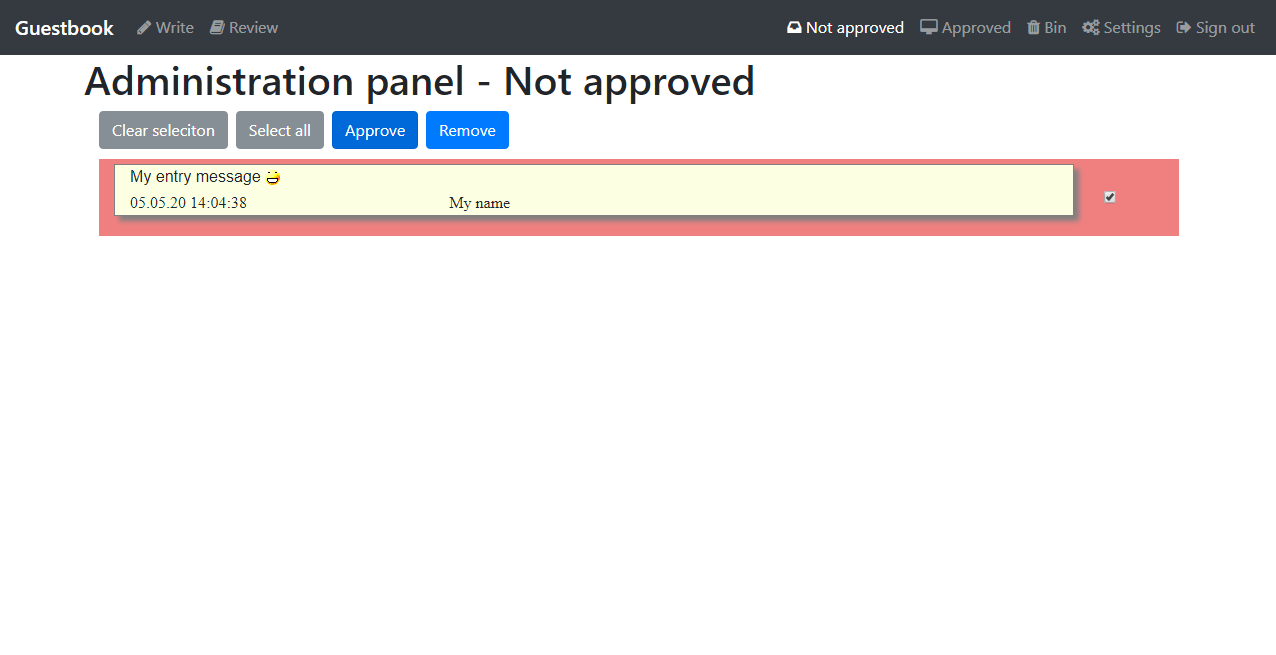 Guestbook Write Review Not approved Approved Bin Settings Sign out
Administration panel - Not approved
Clear seleciton Select all Approve Remove
My entry message
05.05.20 14:04:38 My name